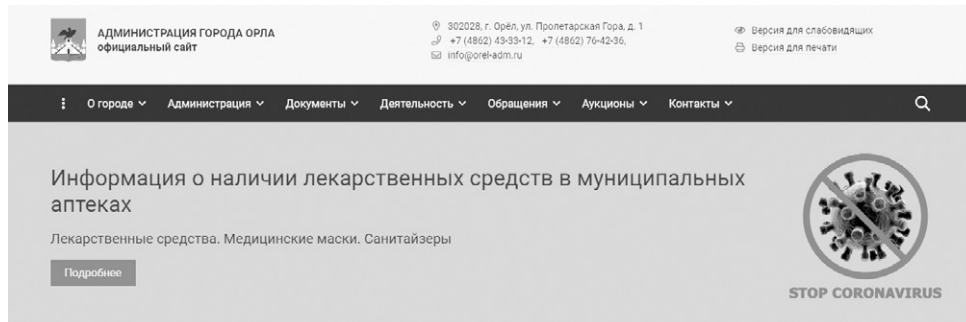 АДМИНИСТРАЦИЯ ГОРОДА ОРЛА
официальный сайт
302028, г. Орёл, ул. Пролетарская Гора, д. 1
+7 (4862) 43-33-12, +7 (4862) 76-42-36,
info@orel-adm.ru
Версия для слабовидящих
Версия для печати
О городе Администрация Документы Деятельность Обращения Аукционы Контакты
Информация о наличии лекарственных средств в муниципальных
аптеках
Лекарственные средства. Медицинские маски. Санитайзеры
Подробнее
STOP CORONAVIRUS